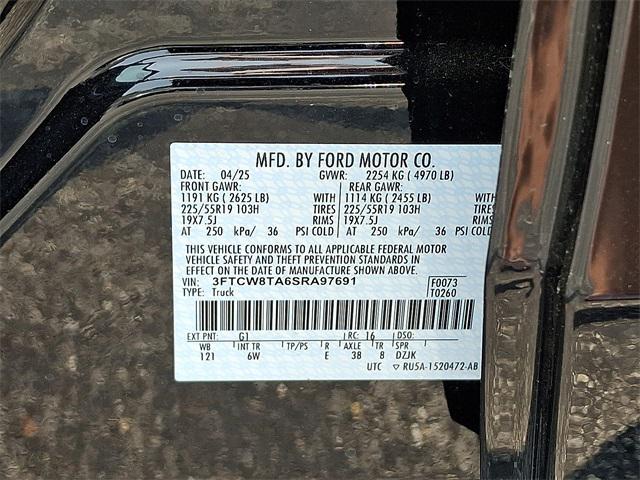 MFD. BY FORD MOTOR CO.
DATE: 04/25 GVWR: 2254 KG ( 4970 LB)
FRONT GAWR: REAR GAWR:
1191 KG ( 2625 LB) WITH 1114 KG ( 2455 LB) WITH
225/55R19 103H TIRES 225/55R19 103H TIRES
19X7.5J RIMS 19X7.5J RIMS
AT 250 kPa/ 36 PSI COLD AT 250 kPa/ 36 PSI COLD
THIS VEHICLE CONFORMS TO ALL APPLICABLE FEDERAL MOTOR
VEHICLE SAFETY AND THEFT PREVENTION STANDARDS IN
EFFECT ON THE DATE OF MANUFACTURE SHOWN ABOVE.
VIN: 3FTCW8TA6SRA97691 F0073
TYPE: Truck T0260
EXT PNT: G1 RC: 16 DSO:
WB INT TR TP/PS R AXLE TR SPR
121 6W E 38 8 DZJK
UTC ▽ RU5A-1520472-AB